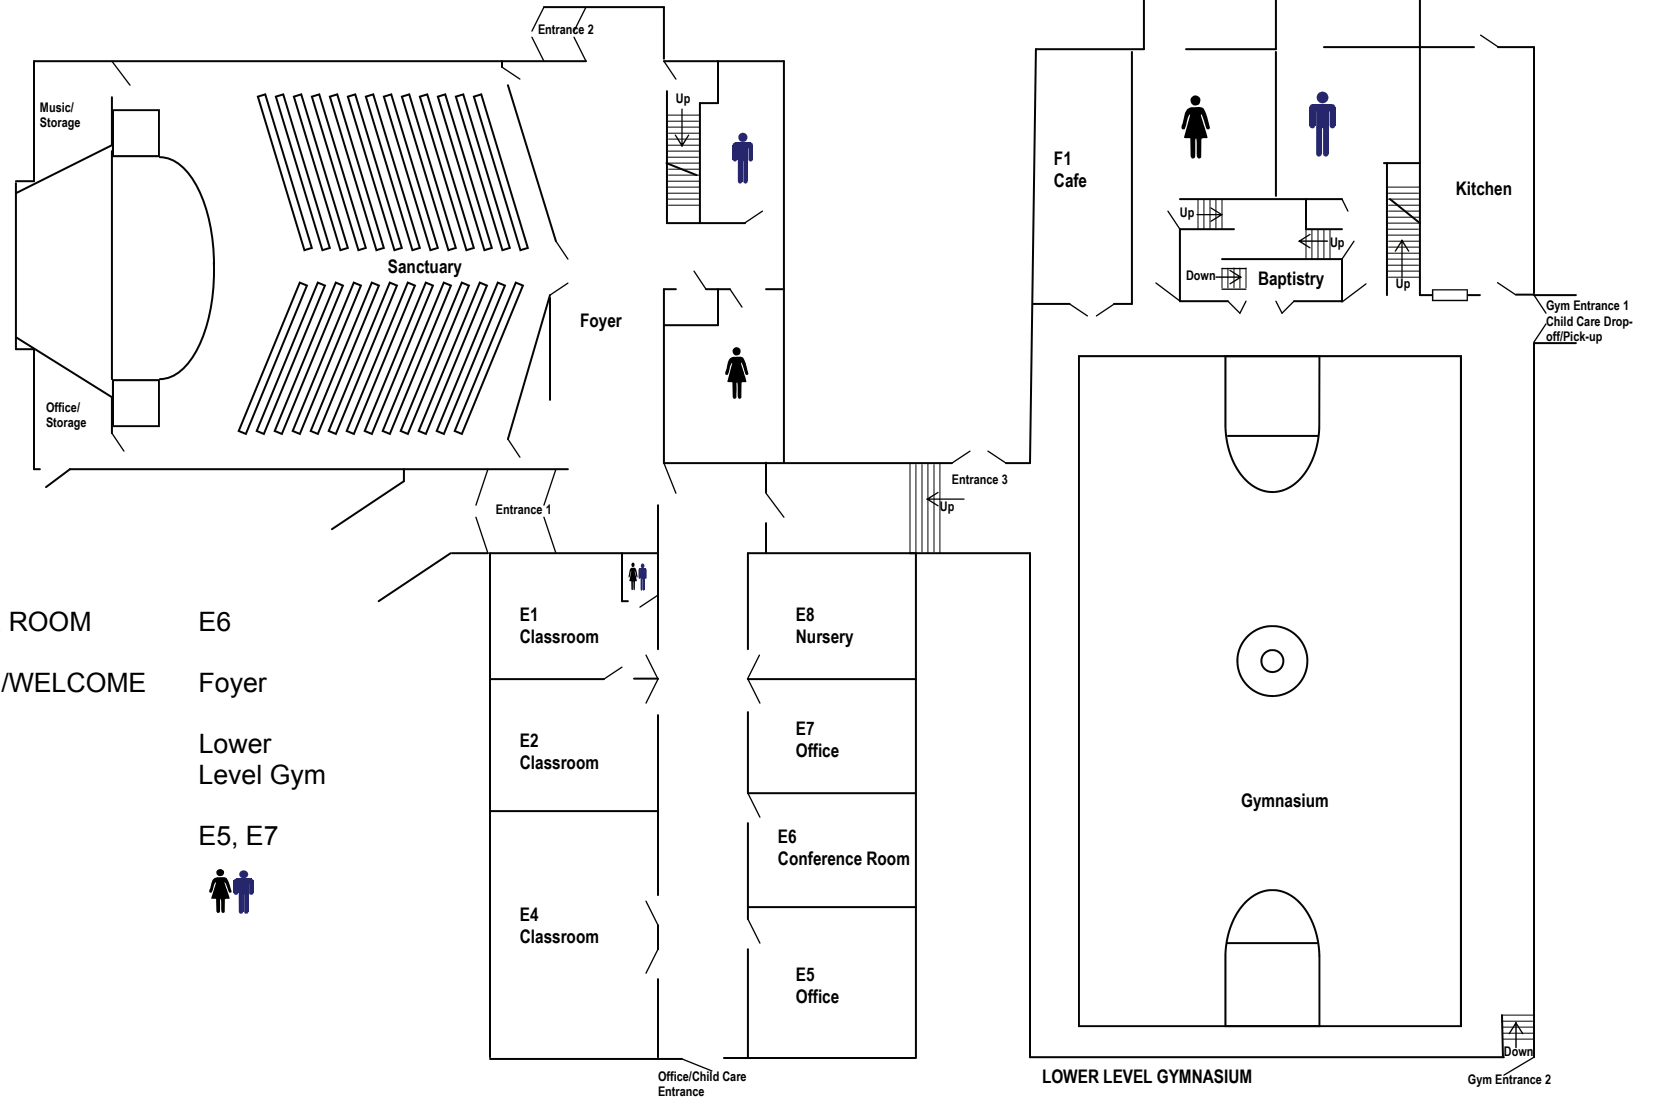 Entrance 2
Music/
Storage
Up
F1
Cafe
Kitchen
Up
Up
Sanctuary
Down
Baptistry
Up
Foyer
Gym Entrance 1
Child Care Drop-
off/Pick-up
Office/
Storage
Entrance 3
Up
Entrance 1
ROOM E6
/WELCOME Foyer
Lower
Level Gym
E5, E7
E1
Classroom
E8
Nursery
E2
Classroom
E7
Office
Gymnasium
E6
Conference Room
E4
Classroom
E5
Office
Down
Office/Child Care
Entrance
LOWER LEVEL GYMNASIUM
Gym Entrance 2